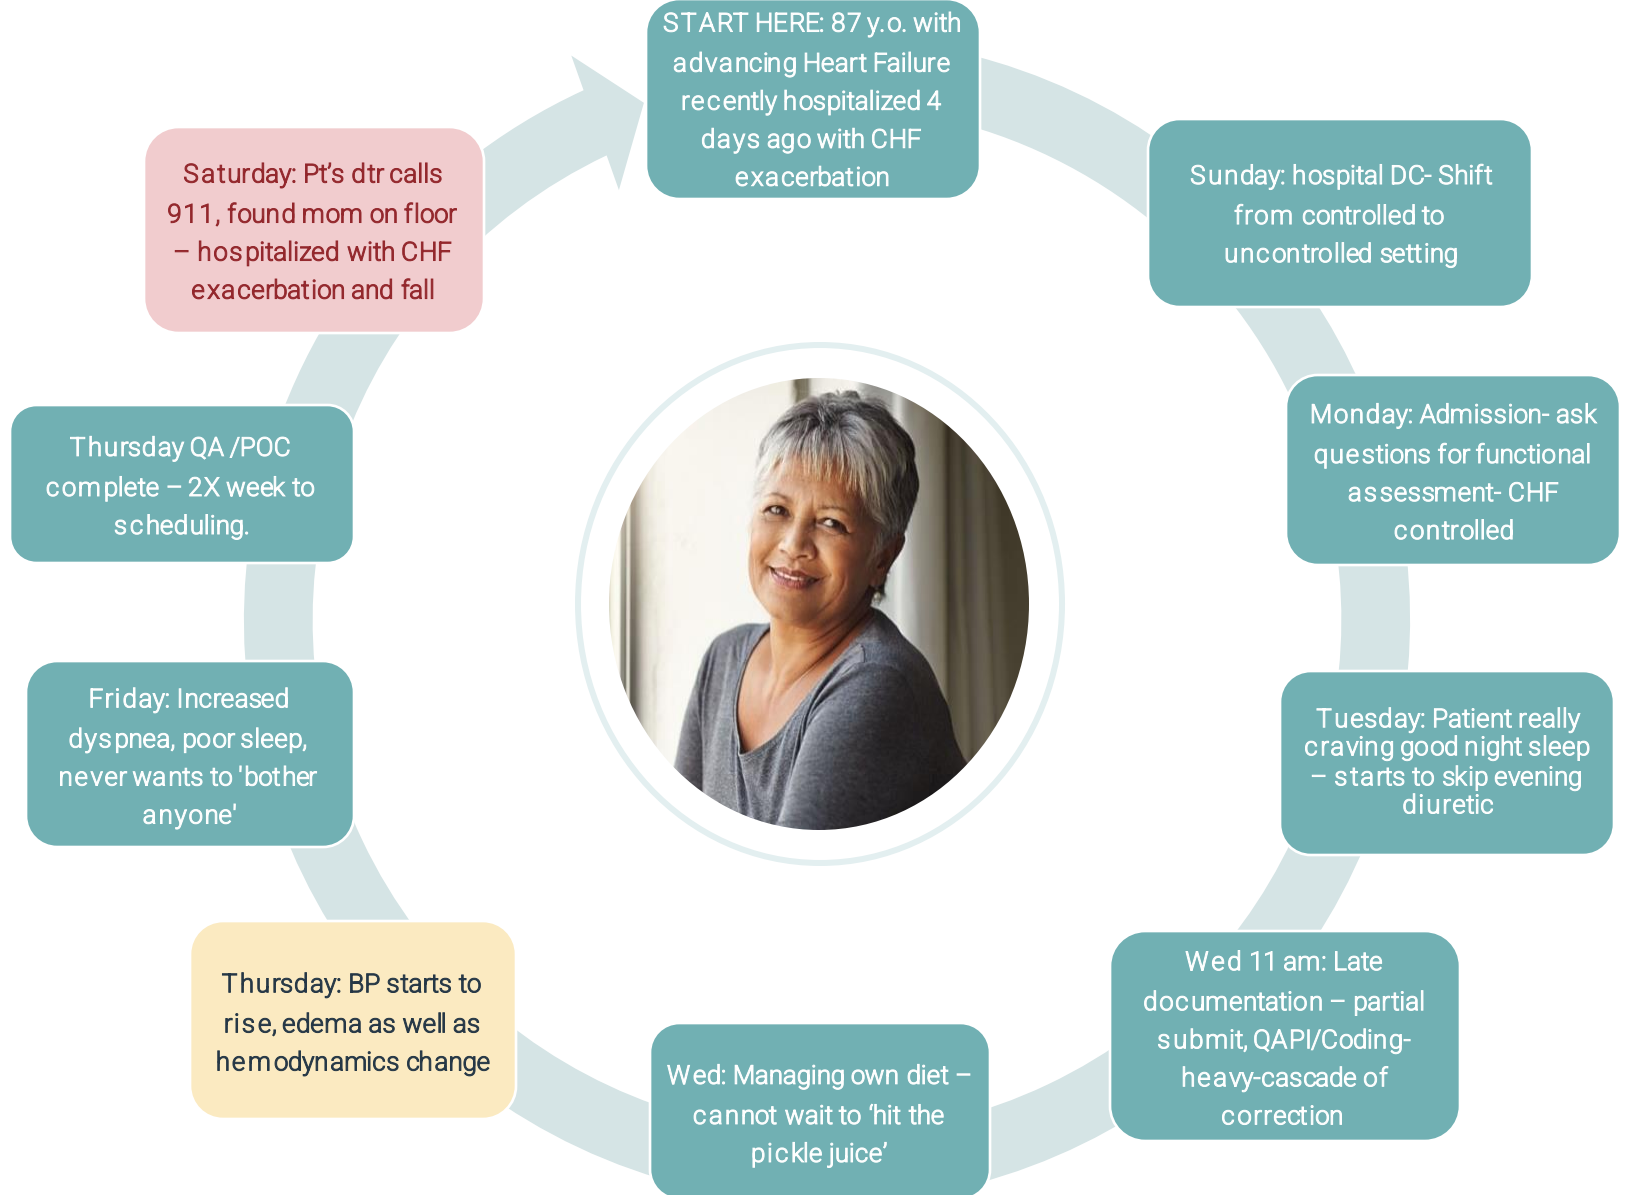 START HERE: 87 y.o. with
advancing Heart Failure
recently hospitalized 4
days ago with CHF
exacerbation
Sunday: hospital DC- Shift
from controlled to
uncontrolled setting
Monday: Admission- ask
questions for functional
assessment- CHF
controlled
Tuesday: Patient really
craving good night sleep
– starts to skip evening
diuretic
Wed 11 am: Late
documentation – partial
submit, QAPI/Coding-
heavy-cascade of
correction
Wed: Managing own diet –
cannot wait to ‘hit the
pickle juice’
Thursday: BP starts to
rise, edema as well as
hemodynamics change
Friday: Increased
dyspnea, poor sleep,
never wants to 'bother
anyone'
Thursday QA /POC
complete – 2X week to
scheduling.
Saturday: Pt’s dtr calls
911, found mom on floor
– hospitalized with CHF
exacerbation and fall